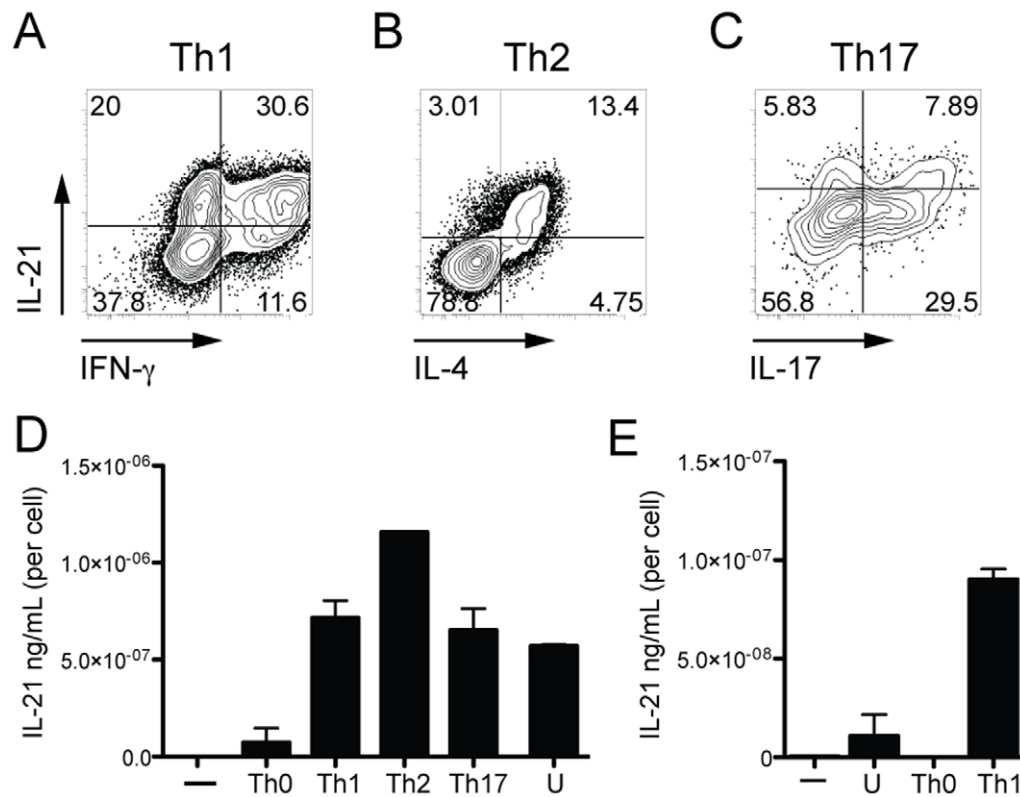 A
B
C
Th1
Th2
Th17
20
30.6
3.01
13.4
5.83
7.89
IL-21
37.8
11.6
78.8
4.75
56.8
29.5
IFN-γ
IL-4
IL-17
D
E
IL-21 ng/mL (per cell)
1.5×10-06
1.0×10-06
5.0×10-07
0.0
— Th0 Th1 Th2 Th17 U
IL-21 ng/mL (per cell)
1.5×10-07
1.0×10-07
5.0×10-08
0
— U Th0 Th1